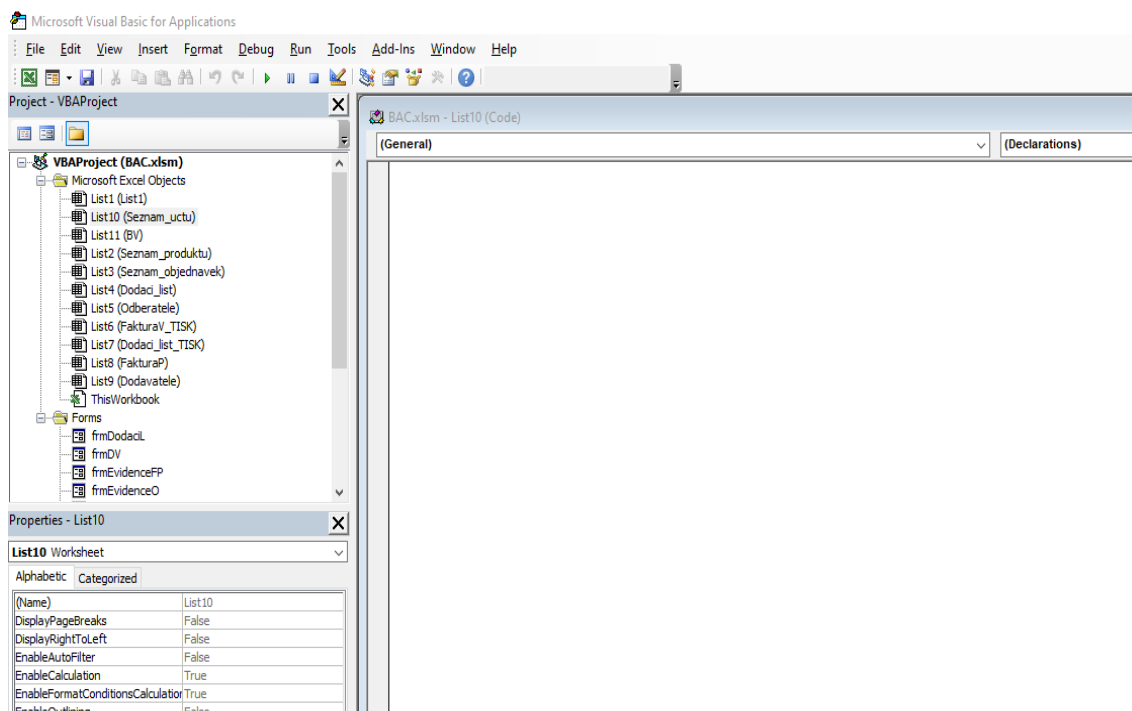 Microsoft Visual Basic for Applications
File Edit View Insert Format Debug Run Tools Add-Ins Window Help
Project - VBAProject
VBAProject (BAC.xlsm)
Microsoft Excel Objects
List1 (List1)
List10 (Seznam_uctu)
List11 (BV)
List2 (Seznam_produktu)
List3 (Seznam_objednavek)
List4 (Dodaci_list)
List5 (Odberatele)
List6 (FakturaV_TISK)
List7 (Dodaci_list_TISK)
List8 (FakturaP)
List9 (Dodavatele)
ThisWorkbook
Forms
frmDodaciL
frmDV
frmEvidenceFP
frmEvidenceO
Properties - List10
List10 Worksheet
Alphabetic Categorized
(Name) List10
DisplayPageBreaks False
DisplayRightToLeft False
EnableAutoFilter False
EnableCalculation True
EnableFormatConditionsCalculation True
EnableOutlining False
BAC.xlsm - List10 (Code)
(General) (Declarations)